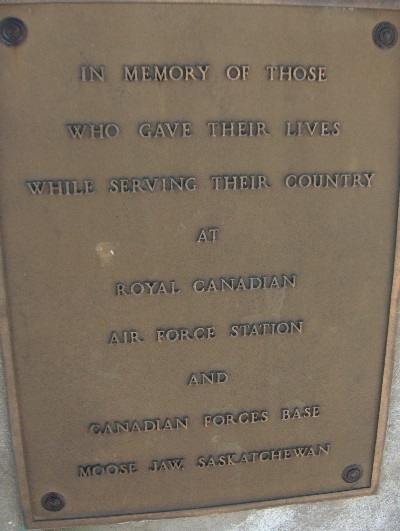 IN MEMORY OF THOSE
WHO GAVE THEIR LIVES
WHILE SERVING THEIR COUNTRY
AT
ROYAL CANADIAN
AIR FORCE STATION
AND
CANADIAN FORCES BASE
MOOSE JAW, SASKATCHEWAN